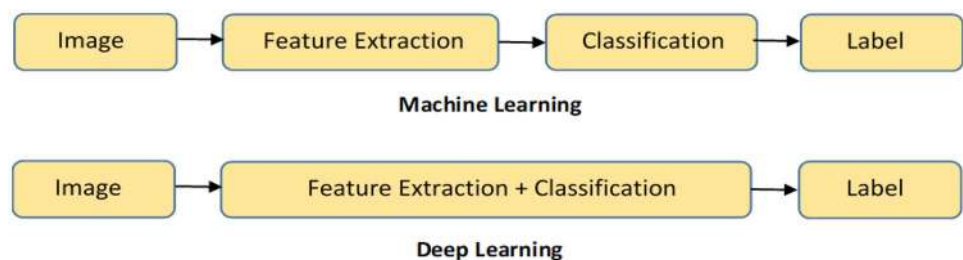 Image Feature Extraction Classification Label
Machine Learning
Image Feature Extraction + Classification Label
Deep Learning